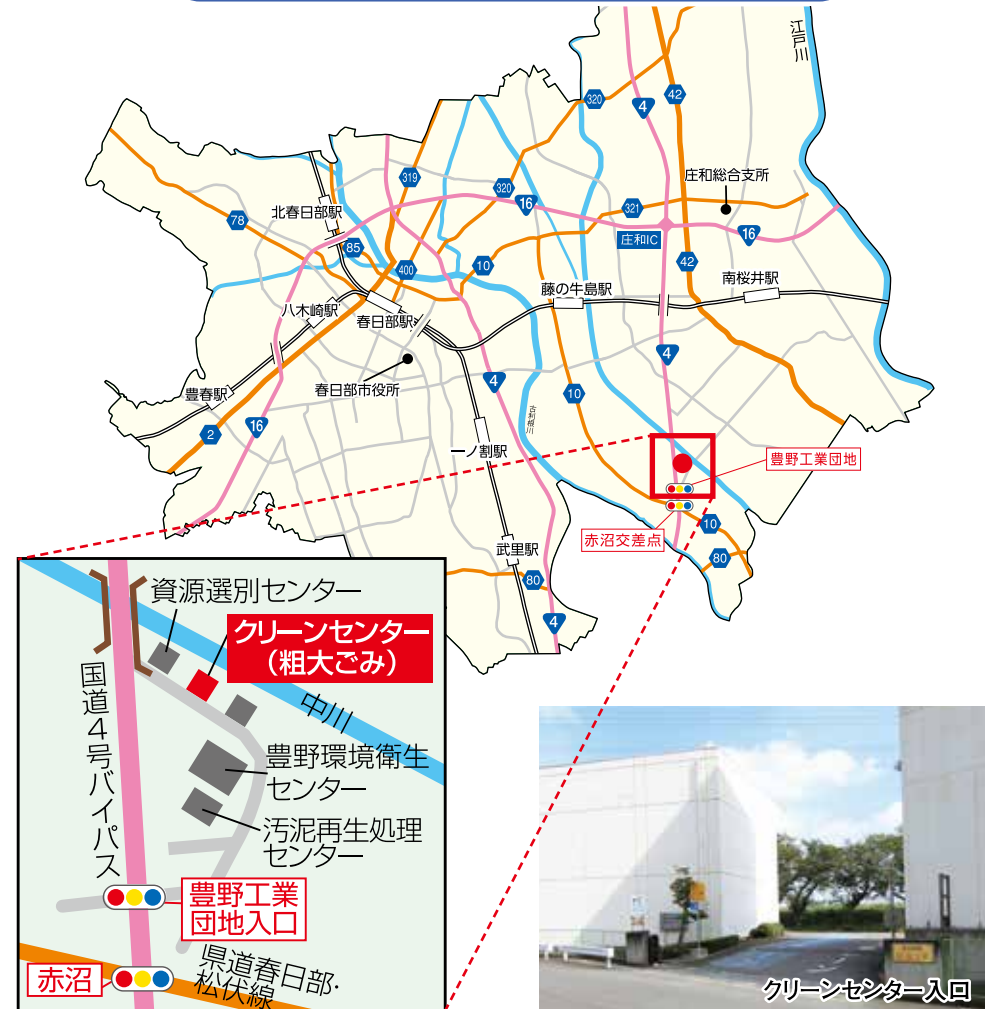 江戸川
320
4
42
庄和総合支所
319
320
16
321
北春日部駅
78
85
庄和IC
16
400
10
42
南桜井駅
藤の牛島駅
八木崎駅
春日部駅
4
春日部市役所
豊春駅
4
10
古利根川
2
16
一ノ割駅
豊野工業団地
10
赤沼交差点
武里駅
80
80
4
資源選別センター
クリーンセンター
(粗大ごみ)
中川
国道4号バイパス
豊野環境衛生
センター
汚泥再生処理
センター
豊野工業
団地入口
県道春日部・
松伏線
赤沼
クリーンセンター入口